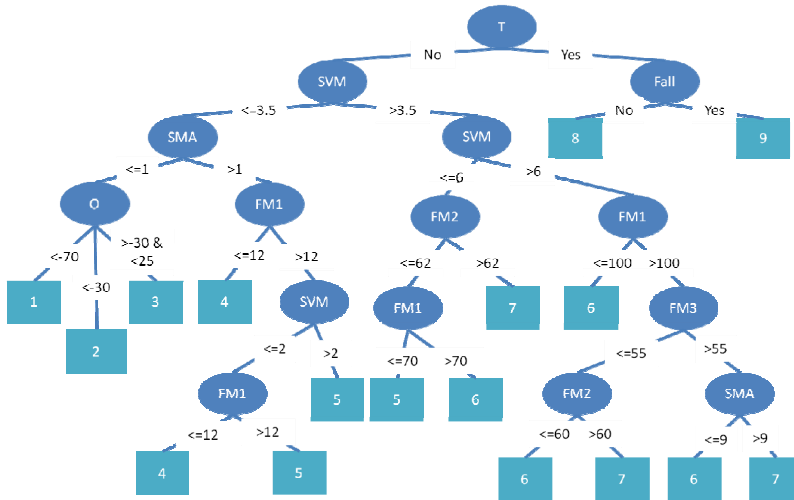 T
No
Yes
SVM
Fall
<=3.5
>3.5
No
Yes
SMA
SVM
8
9
<=1
>1
<=6
>6
O
FM1
FM2
FM1
<-70
<-30
>-30 &
<25
<=12
>12
<=62
>62
<=100
>100
1
2
3
4
SVM
FM1
7
6
FM3
<=2
>2
<=70
>70
<=55
>55
FM1
5
5
6
FM2
SMA
<=12
>12
<=60
>60
<=9
>9
4
5
6
7
6
7